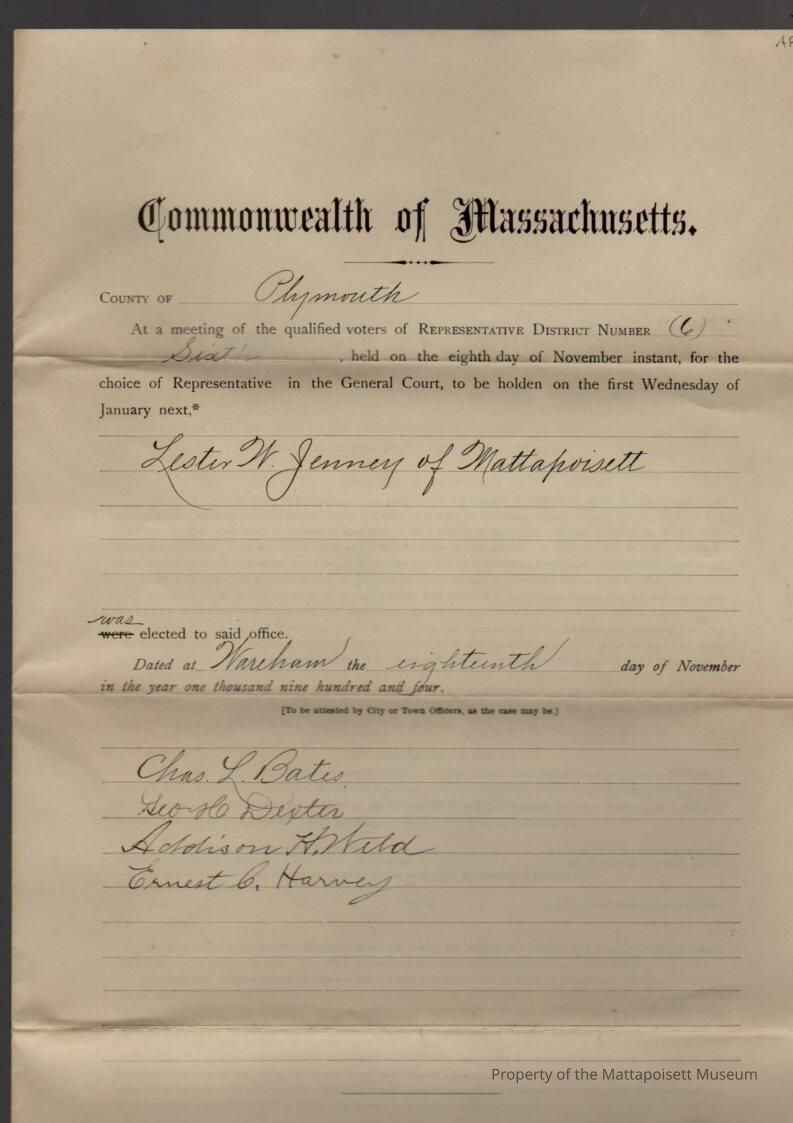 AF
Commonwealth of Massachusetts.
COUNTY OF Plymouth
At a meeting of the qualified voters of REPRESENTATIVE DISTRICT NUMBER (6)
Sixth, held on the eighth day of November instant, for the
choice of Representative in the General Court, to be holden on the first Wednesday of
January next,*
Lester W. Jenney of Mattapoisett
was
were elected to said office.
Dated at Wareham the eighteenth day of November
in the year one thousand nine hundred and four.
[To be attested by City or Town Officers, as the case may be.]
Chas. L. Bates
Geo H Dexter
Addison H. Weld
Ernest C. Harvey
Property of the Mattapoisett Museum